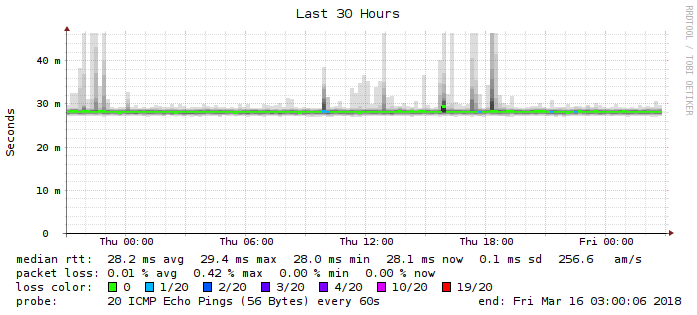 Last 30 Hours
RRDTOOL / TOBI OETIKER
Seconds
40 m
30 m
20 m
10 m
0
Thu 00:00 Thu 06:00 Thu 12:00 Thu 18:00 Fri 00:00
median rtt: 28.2 ms avg 29.4 ms max 28.0 ms min 28.1 ms now 0.1 ms sd 256.6 am/s
packet loss: 0.01 % avg 0.42 % max 0.00 % min 0.00 % now
loss color: 0 1/20 2/20 3/20 4/20 10/20 19/20
probe: 20 ICMP Echo Pings (56 Bytes) every 60s end: Fri Mar 16 03:00:06 2018